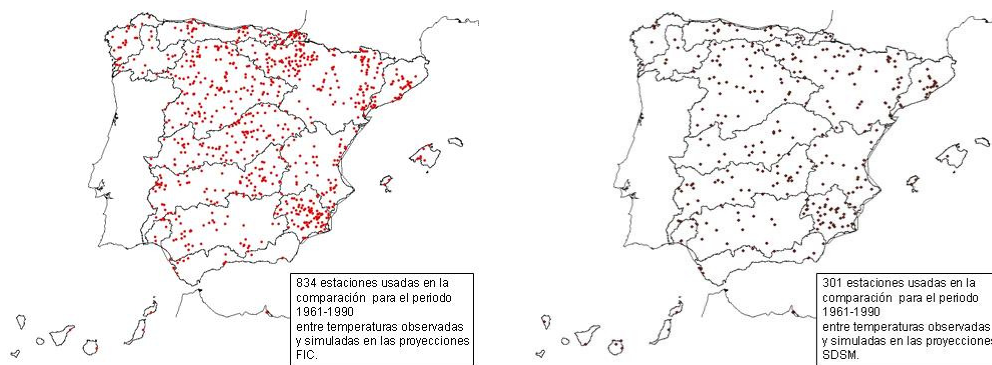 834 estaciones usadas en la
comparación para el periodo
1961-1990
entre temperaturas observadas
y simuladas en las proyecciones
FIC.
301 estaciones usadas en la
comparación para el periodo
1961-1990
entre temperaturas observadas
y simuladas en las proyecciones
SDSM.